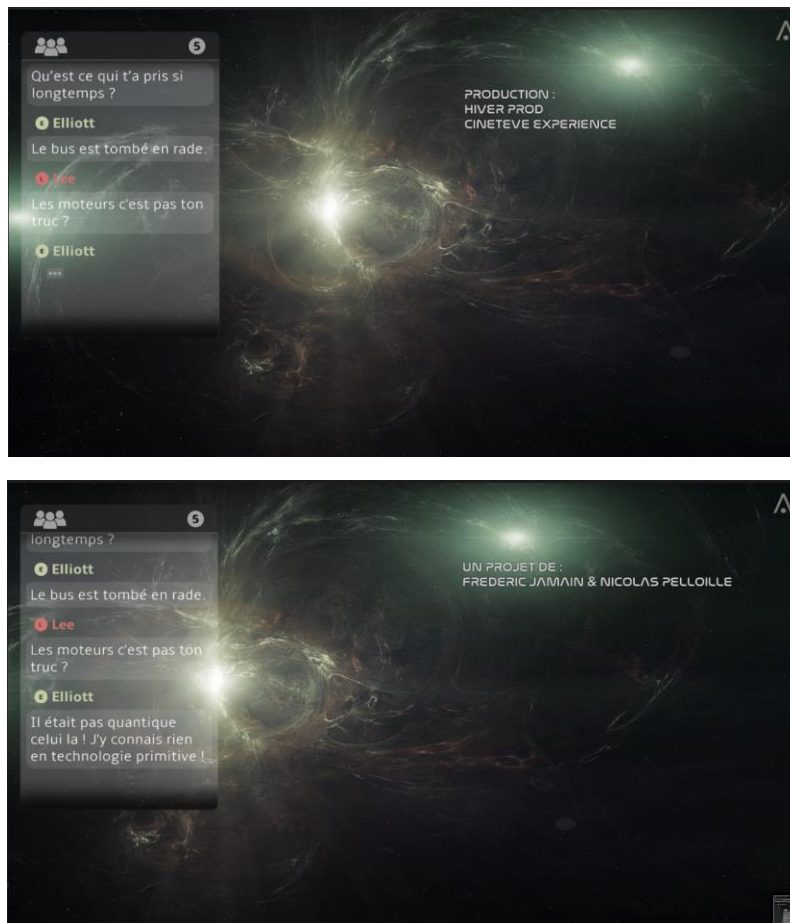 5
Qu'est ce qui t'a pris si
longtemps ?
E Elliott
Le bus est tombé en rade.
L Lee
Les moteurs c'est pas ton
truc ?
E Elliott
...
PRODUCTION :
HIVER PROD
CINETEVE EXPERIENCE
5
longtemps ?
E Elliott
Le bus est tombé en rade.
L Lee
Les moteurs c'est pas ton
truc ?
E Elliott
Il était pas quantique
celui la ! J'y connais rien
en technologie primitive !
UN PROJET DE :
FREDERIC JAMAIN & NICOLAS PELLOILLE